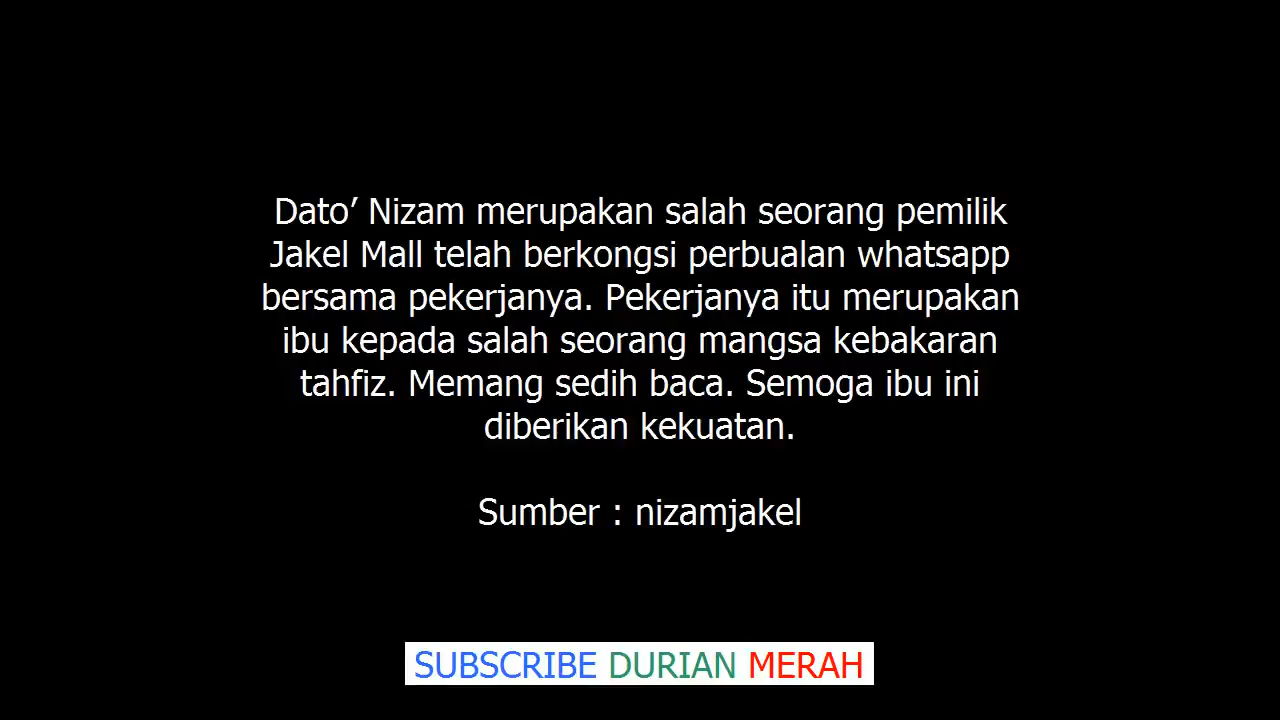 Dato’ Nizam merupakan salah seorang pemilik
Jakel Mall telah berkongsi perbualan whatsapp
bersama pekerjanya. Pekerjanya itu merupakan
ibu kepada salah seorang mangsa kebakaran
tahfiz. Memang sedih baca. Semoga ibu ini
diberikan kekuatan.
Sumber : nizamjakel
SUBSCRIBE DURIAN MERAH